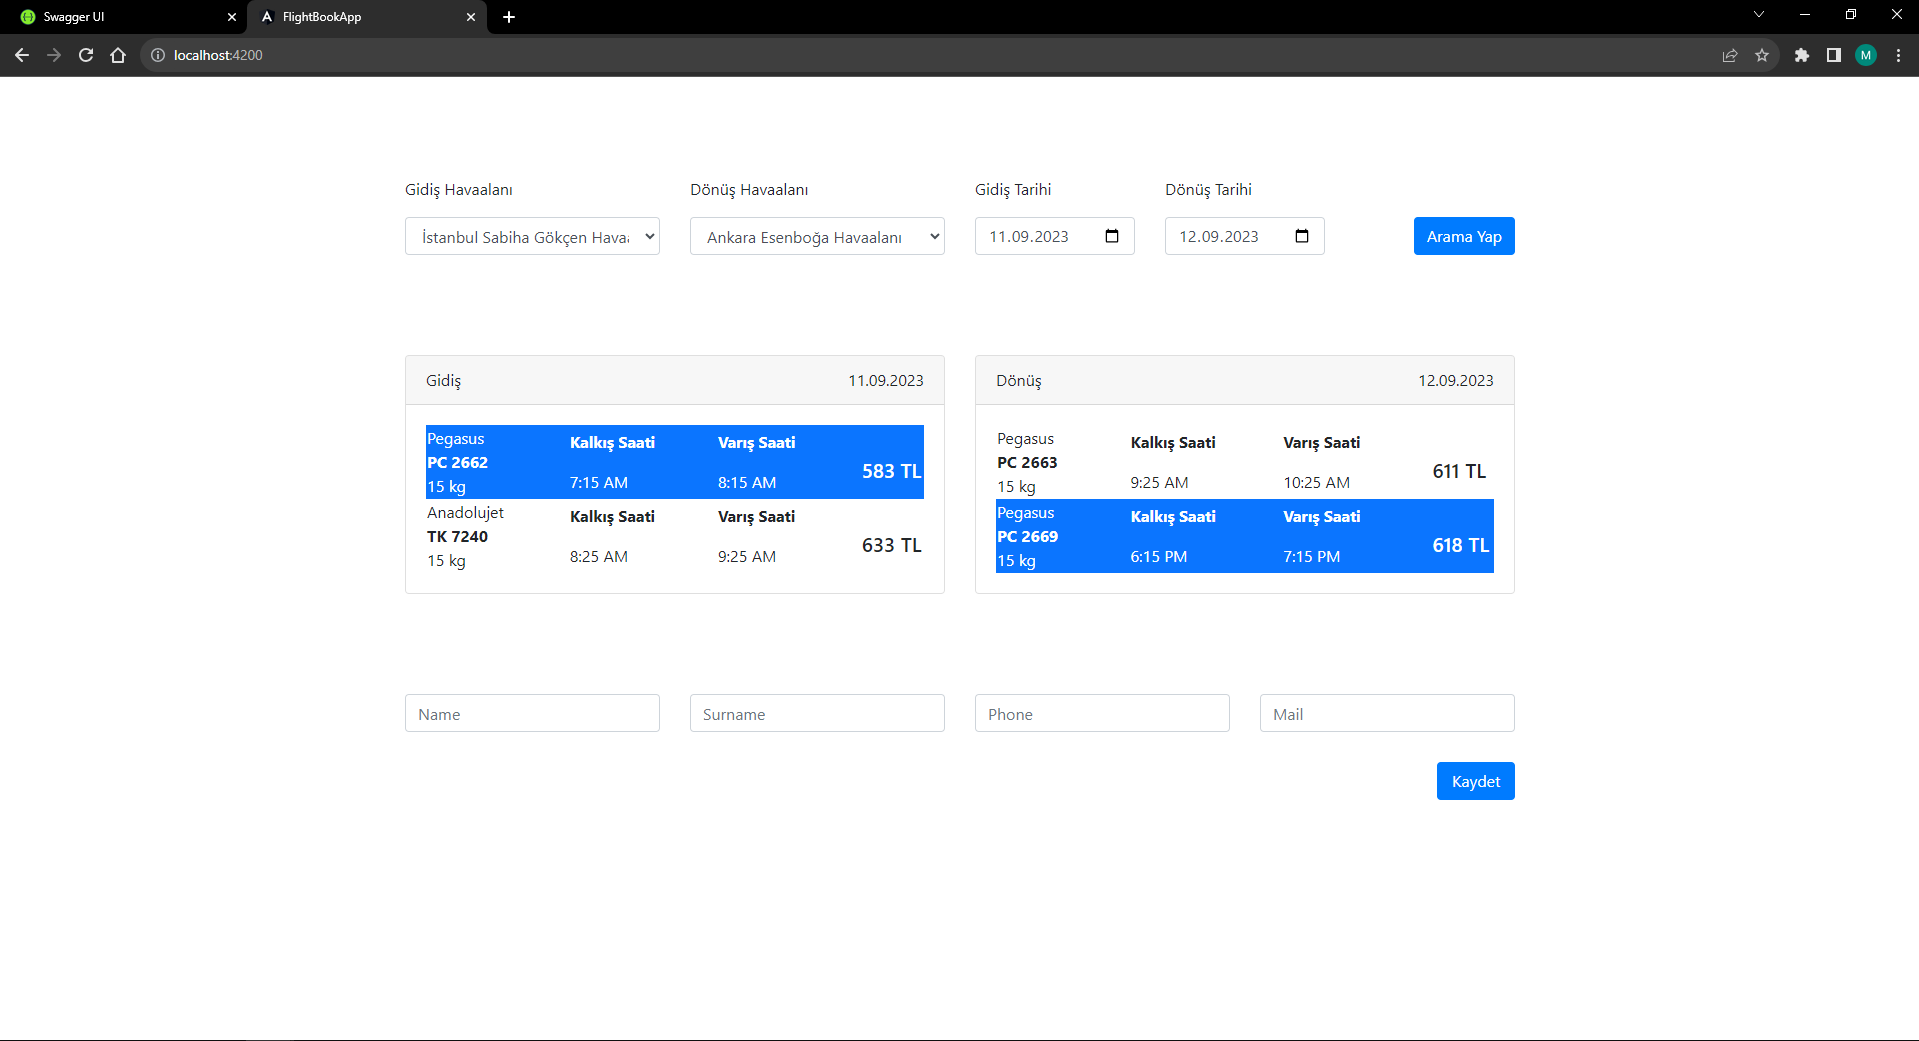 Swagger UI
FlightBookApp
localhost:4200
M
Gidiş Havaalanı
Dönüş Havaalanı
Gidiş Tarihi
Dönüş Tarihi
İstanbul Sabiha Gökçen Havaa
Ankara Esenboğa Havaalanı
11.09.2023
12.09.2023
Arama Yap
Gidiş 11.09.2023
Pegasus
PC 2662
15 kg
Kalkış Saati
7:15 AM
Varış Saati
8:15 AM
583 TL
Anadolujet
TK 7240
15 kg
Kalkış Saati
8:25 AM
Varış Saati
9:25 AM
633 TL
Dönüş 12.09.2023
Pegasus
PC 2663
15 kg
Kalkış Saati
9:25 AM
Varış Saati
10:25 AM
611 TL
Pegasus
PC 2669
15 kg
Kalkış Saati
6:15 PM
Varış Saati
7:15 PM
618 TL
Name
Surname
Phone
Mail
Kaydet